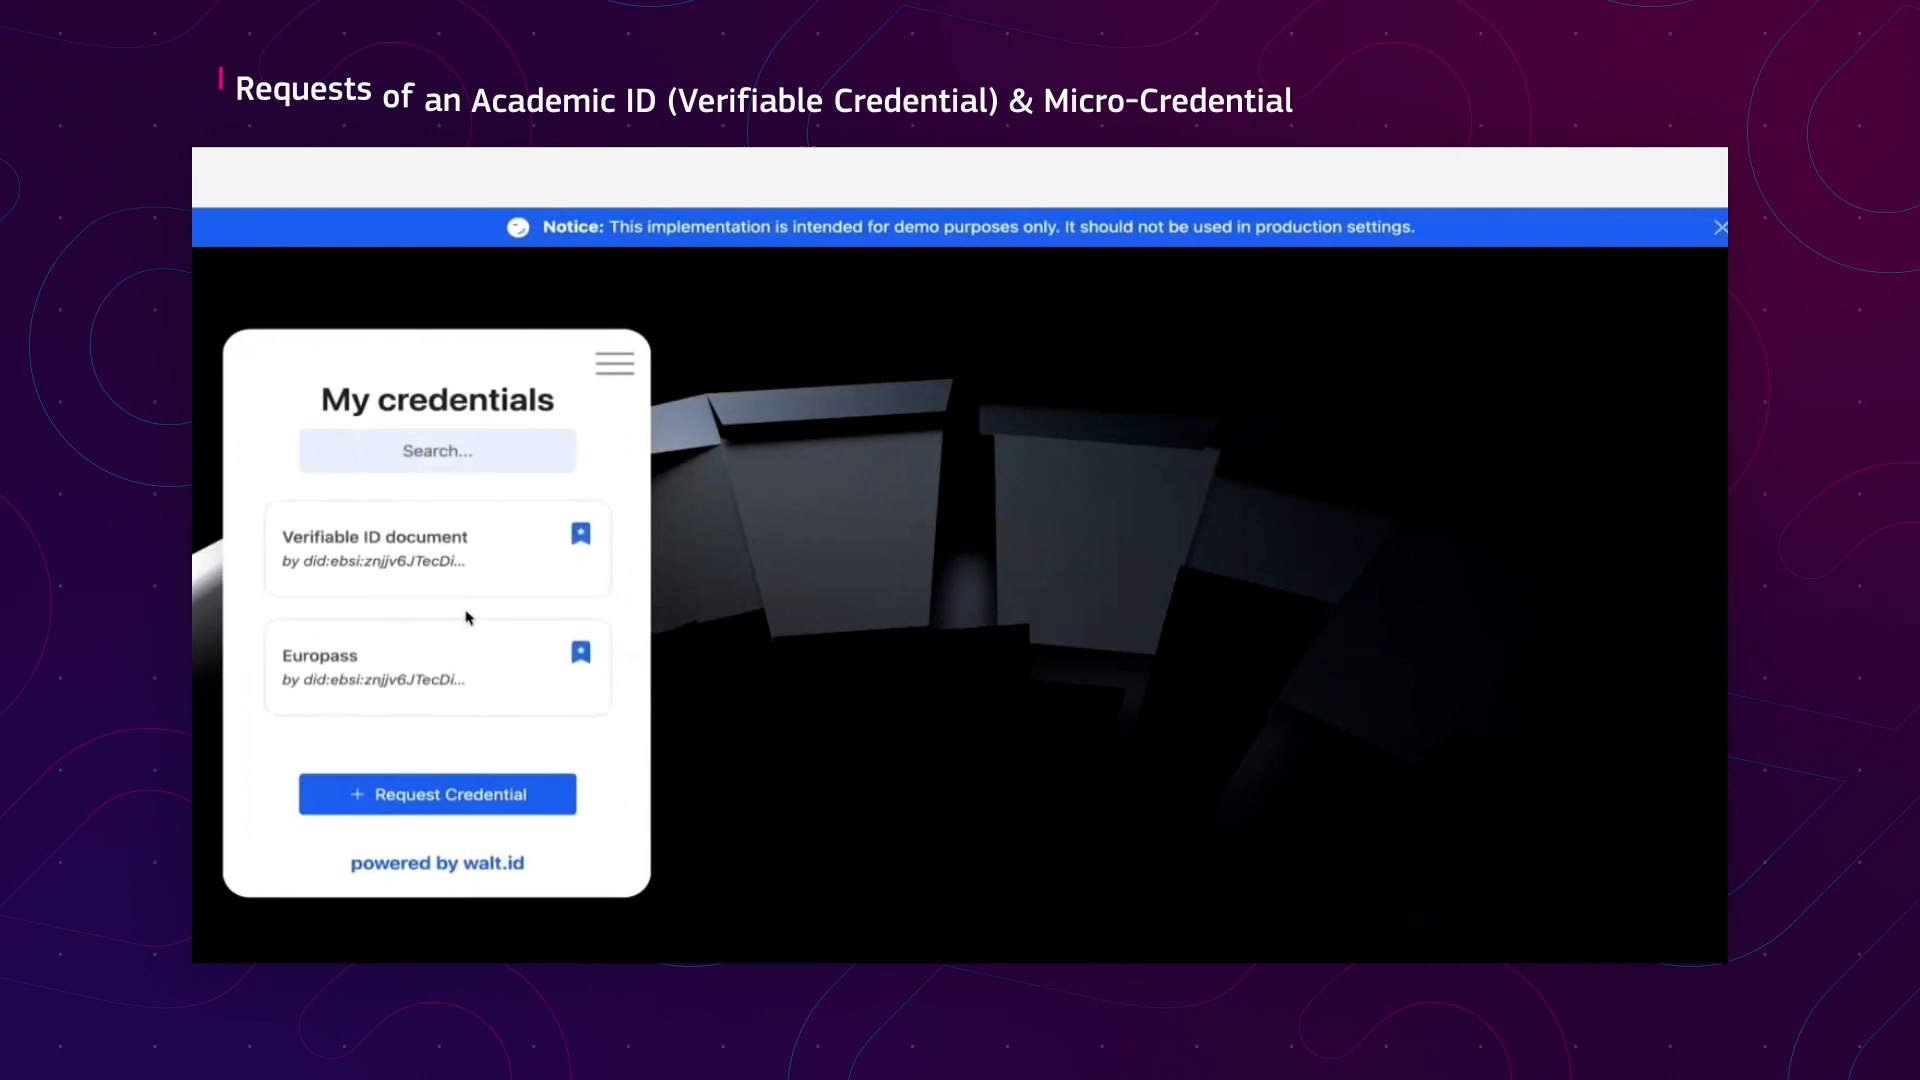 Requests of an Academic ID (Verifiable Credential) & Micro-Credential
Notice: This implementation is intended for demo purposes only. It should not be used in production settings.
My credentials
Search...
Verifiable ID document
by did:ebsi:znjjv6JTecDi...
Europass
by did:ebsi:znjjv6JTecDi...
+ Request Credential
powered by walt.id